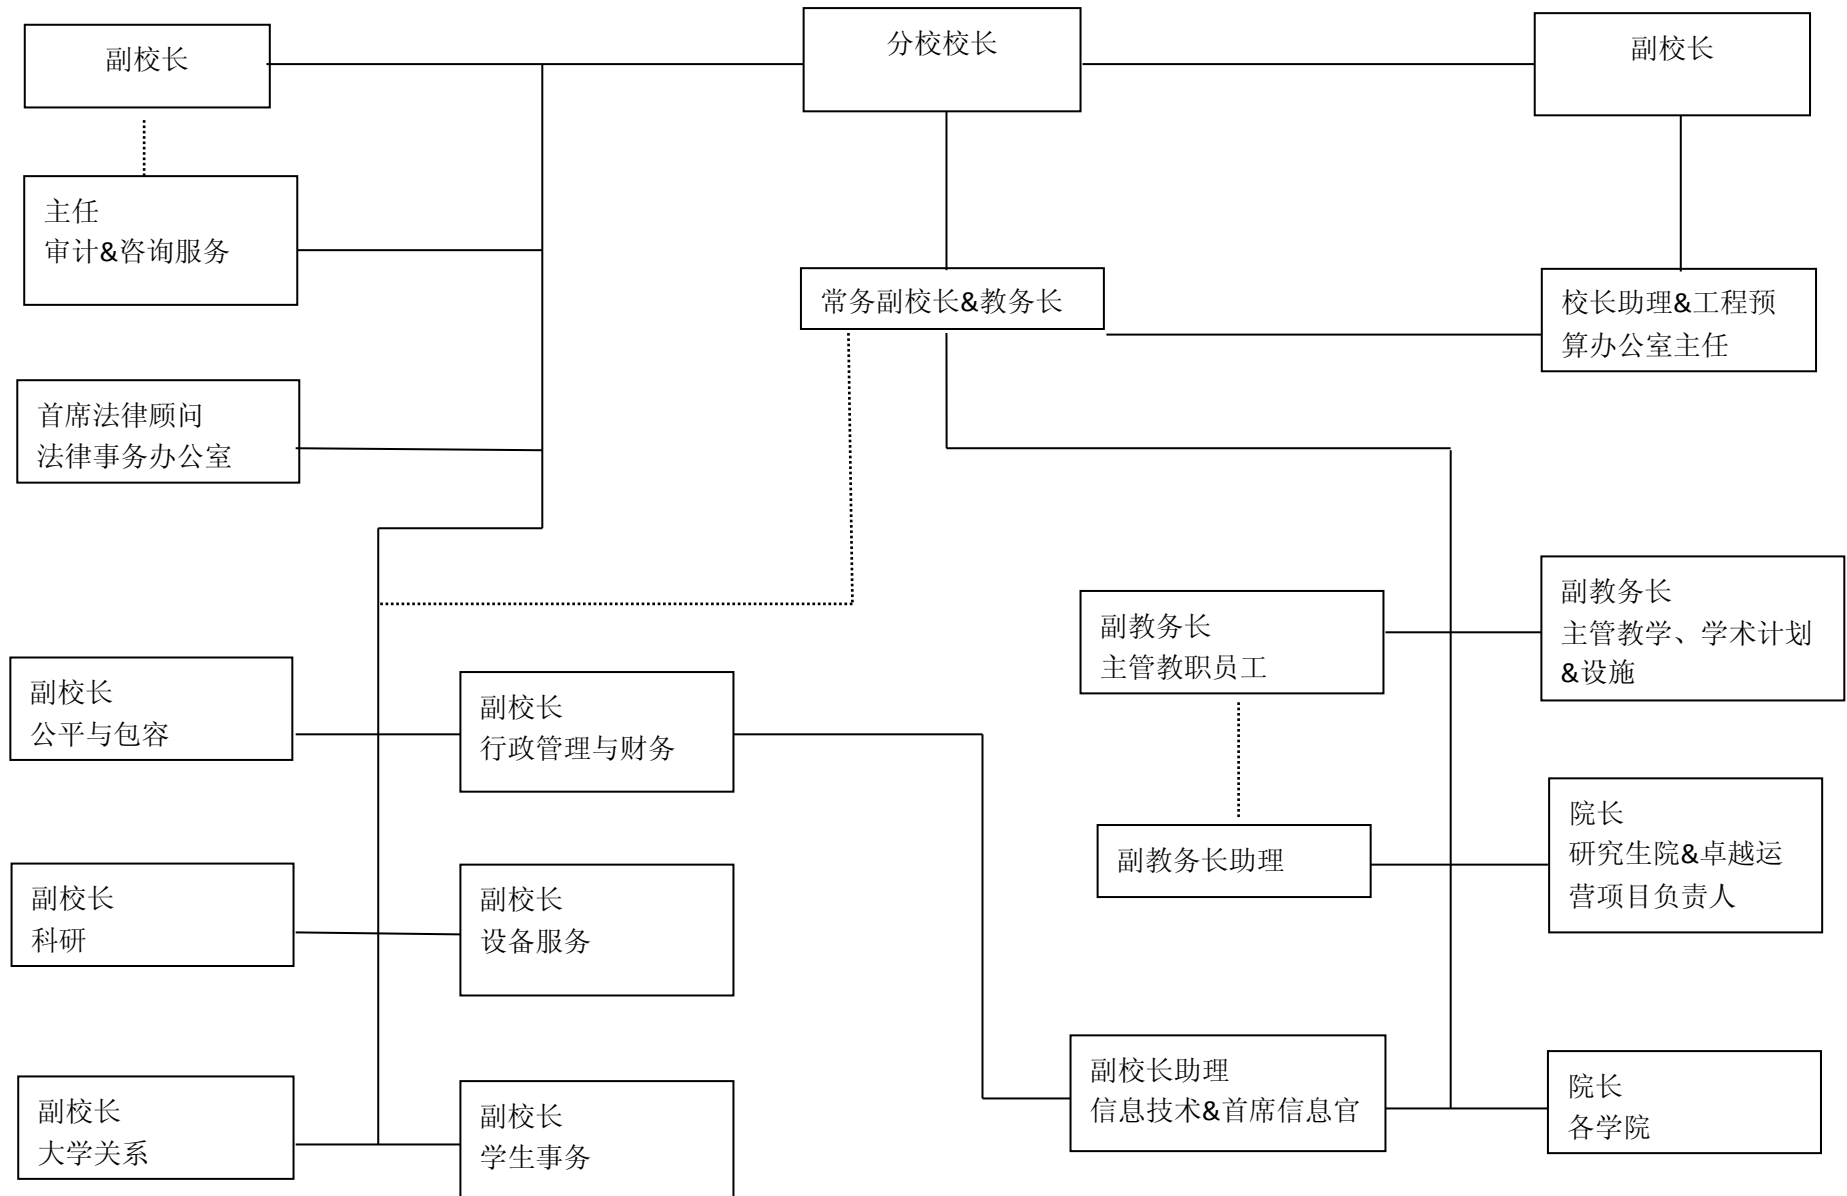 副校长
分校校长
副校长
主任
审计&咨询服务
常务副校长&教务长
校长助理&工程预
算办公室主任
首席法律顾问
法律事务办公室
副教务长
主管教职员工
副教务长
主管教学、学术计划
&设施
副校长
公平与包容
副校长
行政管理与财务
副教务长助理
院长
研究生院&卓越运
营项目负责人
副校长
科研
副校长
设备服务
副校长助理
信息技术&首席信息官
院长
各学院
副校长
大学关系
副校长
学生事务